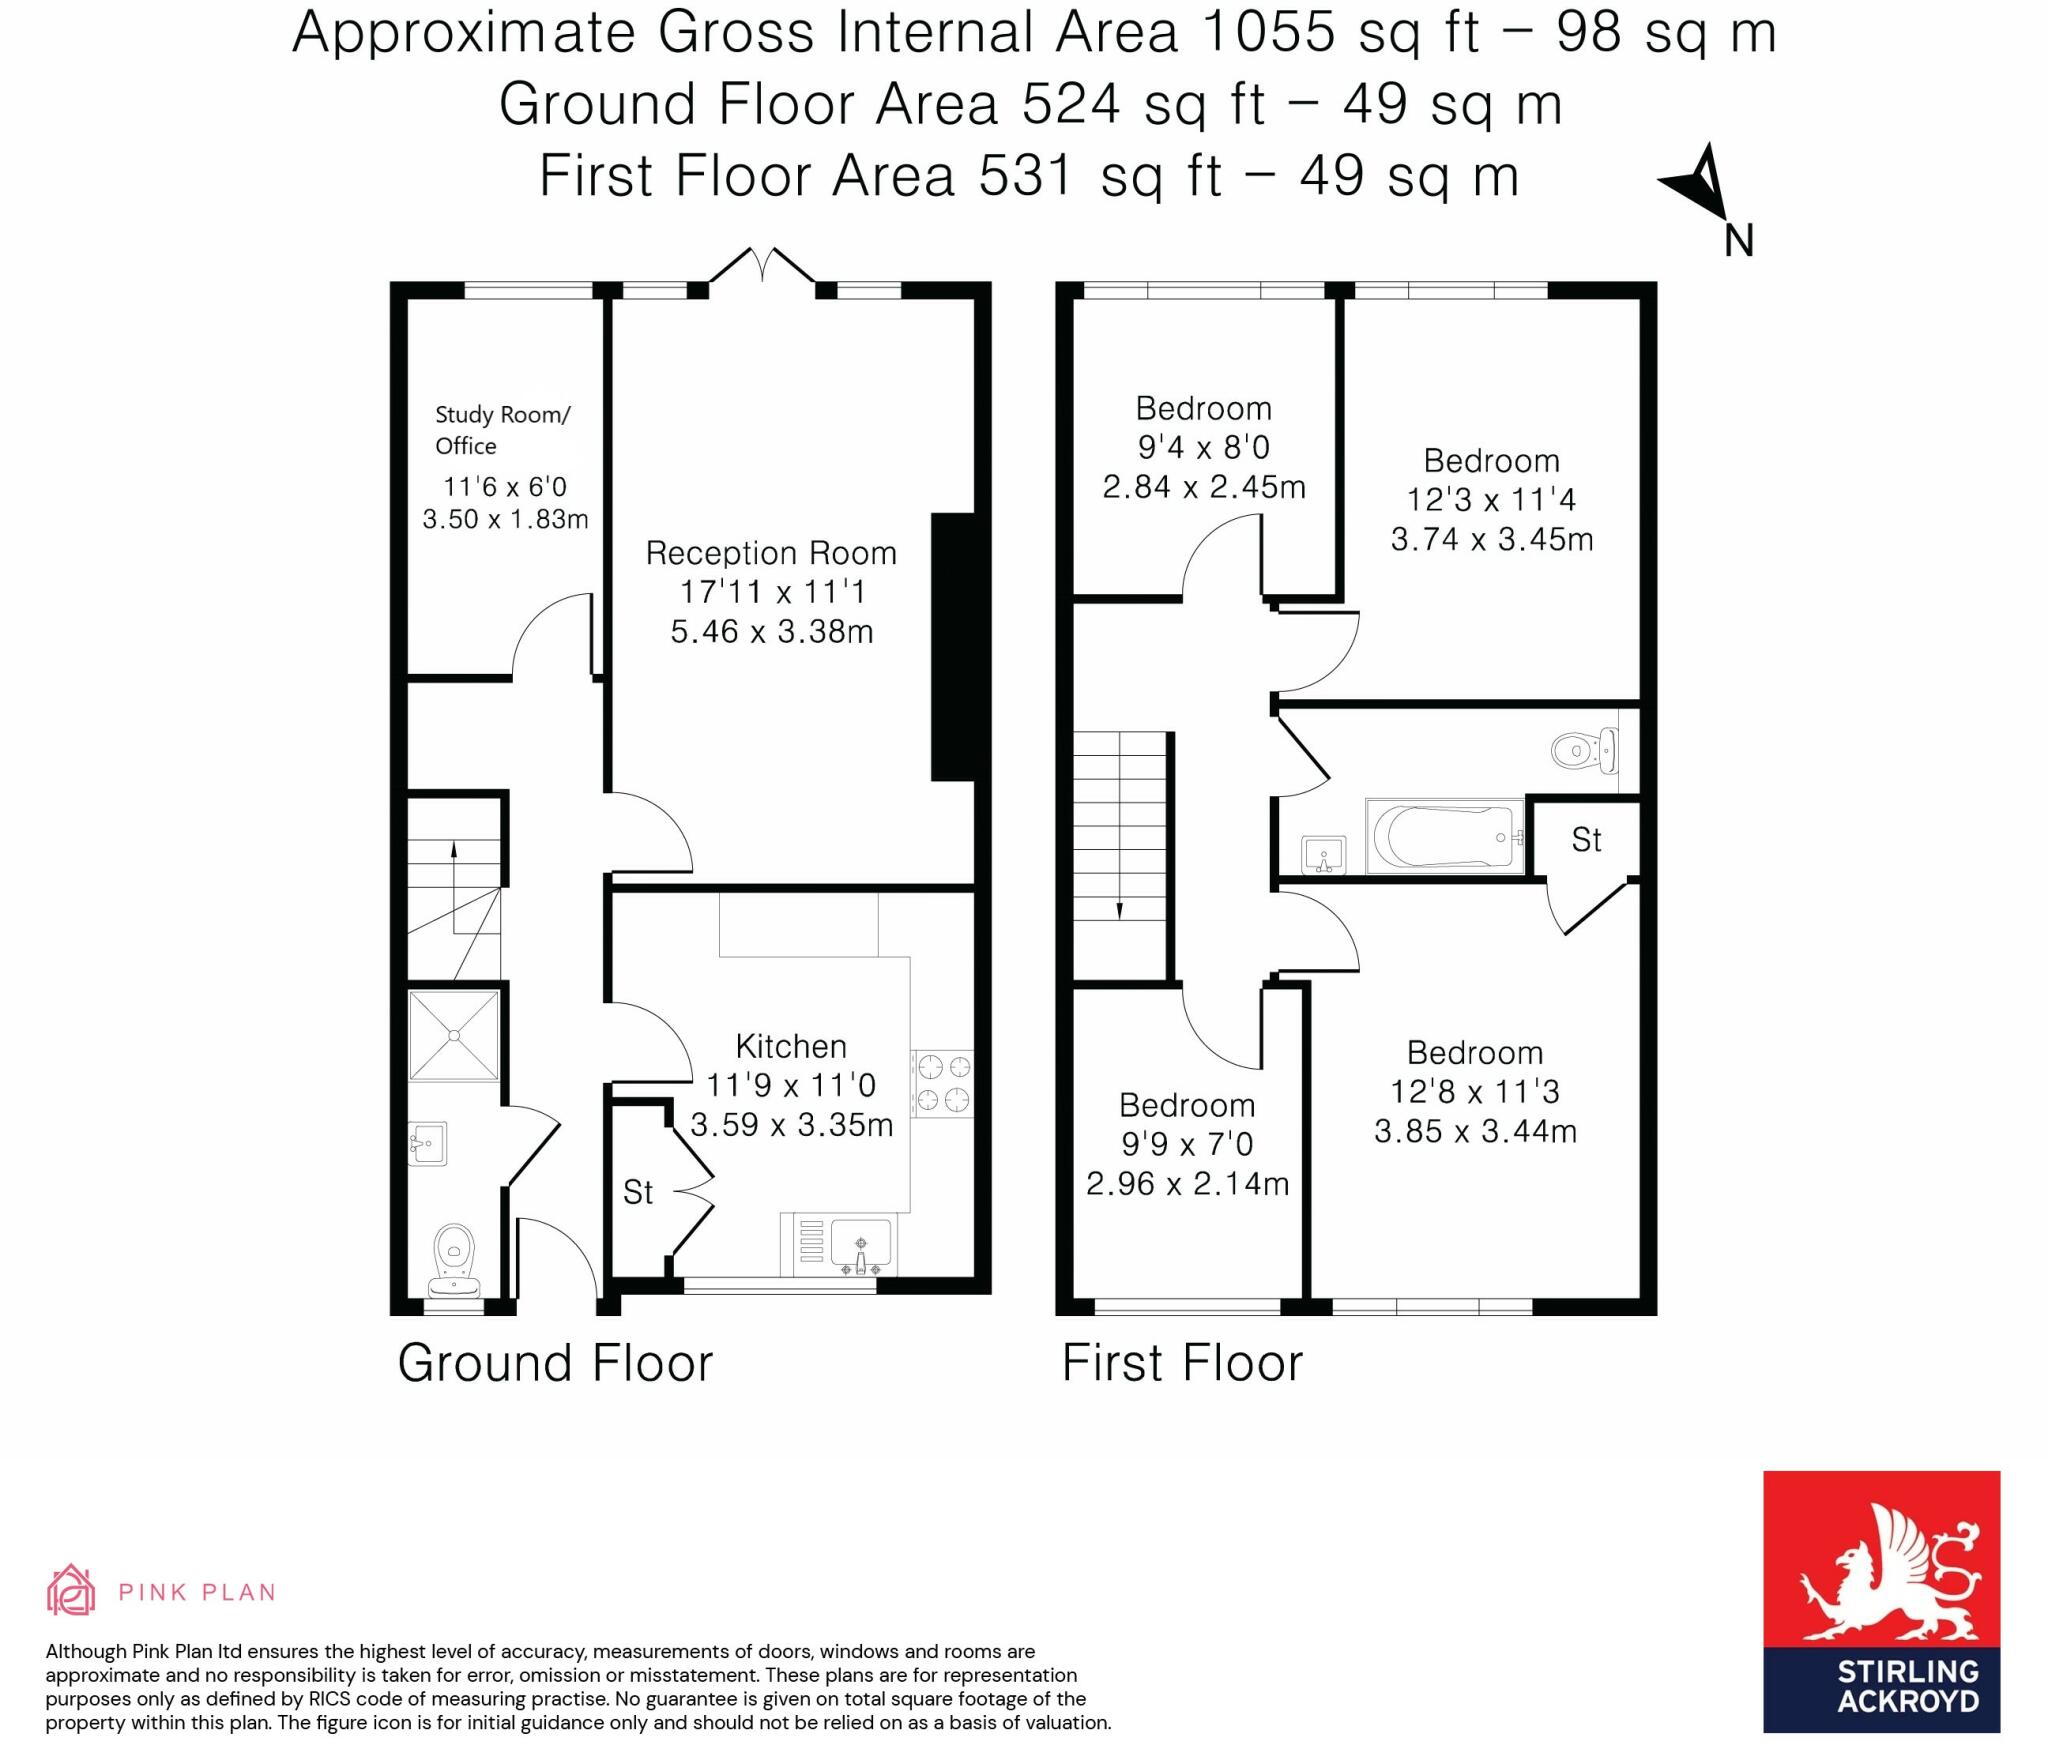 Approximate Gross Internal Area 1055 sq ft – 98 sq m
Ground Floor Area 524 sq ft – 49 sq m
First Floor Area 531 sq ft – 49 sq m
N
Study Room/
Office
11'6 x 6'0
3.50 x 1.83m
Reception Room
17'11 x 11'1
5.46 x 3.38m
Kitchen
11'9 x 11'0
3.59 x 3.35m
St
Ground Floor
Bedroom
9'4 x 8'0
2.84 x 2.45m
Bedroom
12'3 x 11'4
3.74 x 3.45m
St
Bedroom
9'9 x 7'0
2.96 x 2.14m
Bedroom
12'8 x 11'3
3.85 x 3.44m
First Floor
PINK PLAN
Although Pink Plan ltd ensures the highest level of accuracy, measurements of doors, windows and rooms are
approximate and no responsibility is taken for error, omission or misstatement. These plans are for representation
purposes only as defined by RICS code of measuring practise. No guarantee is given on total square footage of the
property within this plan. The figure icon is for initial guidance only and should not be relied on as a basis of valuation.
STIRLING
ACKROYD